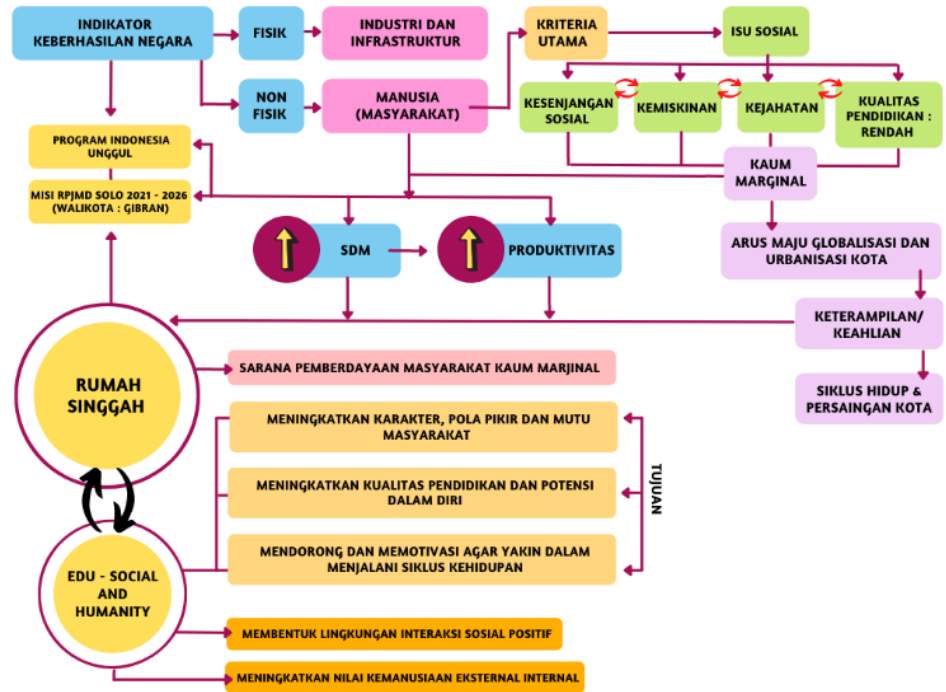 INDIKATOR
KEBERHASILAN NEGARA
FISIK
INDUSTRI DAN
INFRASTRUKTUR
KRITERIA
UTAMA
ISU SOSIAL
NON
FISIK
MANUSIA
(MASYARAKAT)
KESENJANGAN
SOSIAL
KEMISKINAN
KEJAHATAN
KUALITAS
PENDIDIKAN :
RENDAH
PROGRAM INDONESIA
UNGGUL
MISI RPJMD SOLO 2021 - 2026
(WALIKOTA : GIBRAN)
KAUM
MARGINAL
SDM
PRODUKTIVITAS
ARUS MAJU GLOBALISASI DAN
URBANISASI KOTA
KETERAMPILAN/
KEAHLIAN
SIKLUS HIDUP &
PERSAINGAN KOTA
RUMAH
SINGGAH
SARANA PEMBERDAYAAN MASYARAKAT KAUM MARJINAL
MENINGKATKAN KARAKTER, POLA PIKIR DAN MUTU
MASYARAKAT
MENINGKATKAN KUALITAS PENDIDIKAN DAN POTENSI
DALAM DIRI
MENDORONG DAN MEMOTIVASI AGAR YAKIN DALAM
MENJALANI SIKLUS KEHIDUPAN
TUJUAN
EDU - SOCIAL
AND
HUMANITY
MEMBENTUK LINGKUNGAN INTERAKSI SOSIAL POSITIF
MENINGKATKAN NILAI KEMANUSIAAN EKSTERNAL INTERNAL